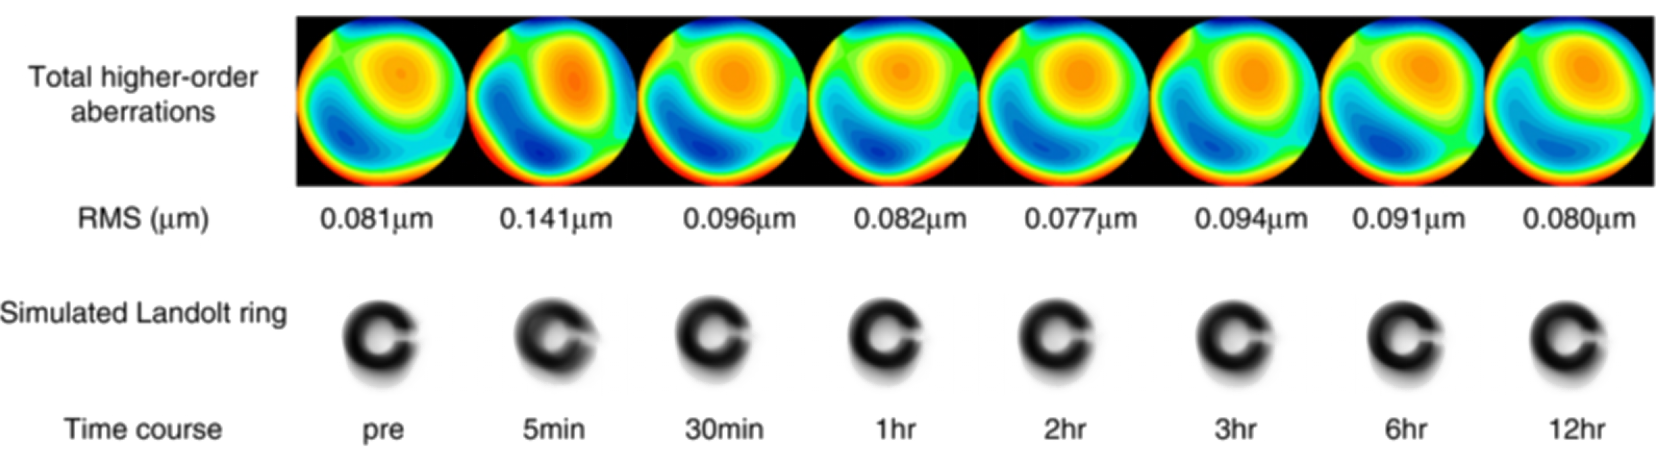 Total higher-order
aberrations
RMS (μm) 0.081μm 0.141μm 0.096μm 0.082μm 0.077μm 0.094μm 0.091μm 0.080μm
Simulated Landolt ring
Time course pre 5min 30min 1hr 2hr 3hr 6hr 12hr